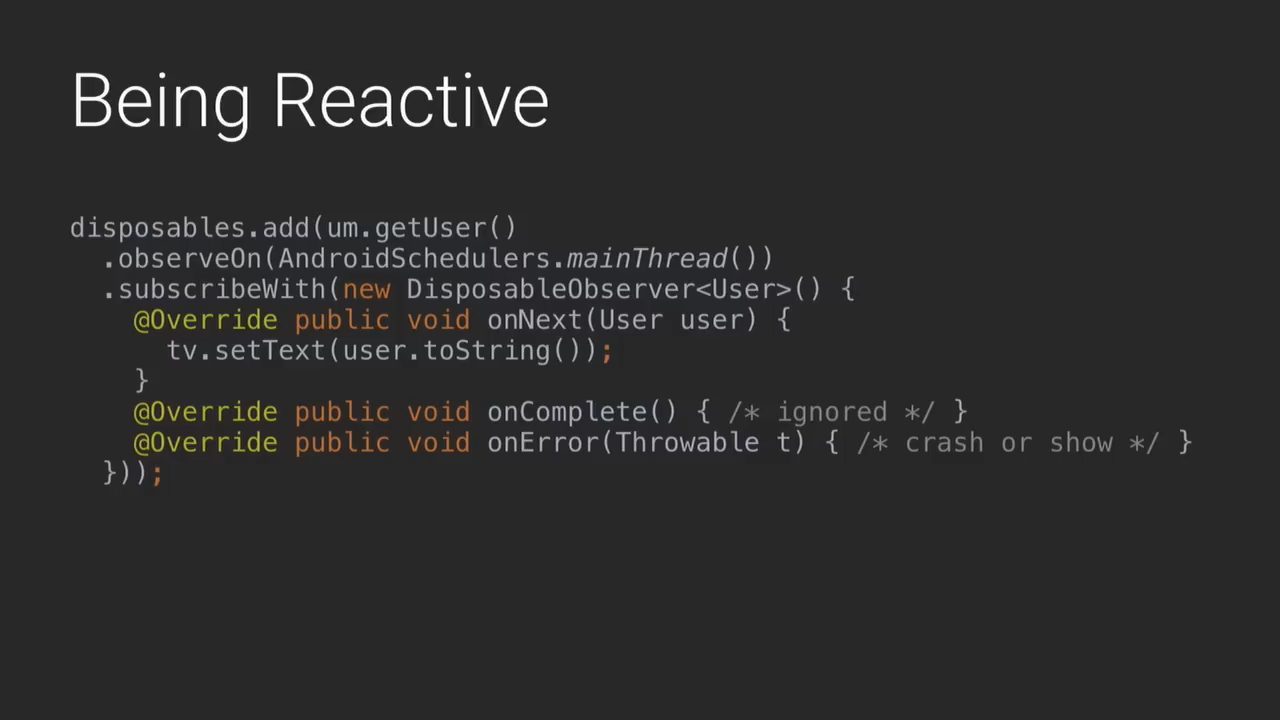 Being Reactive
disposables.add(um.getUser()
  .observeOn(AndroidSchedulers.mainThread())
  .subscribeWith(new DisposableObserver<User>() {
    @Override public void onNext(User user) {
      tv.setText(user.toString());
    }
    @Override public void onComplete() { /* ignored */ }
    @Override public void onError(Throwable t) { /* crash or show */ }
  }));